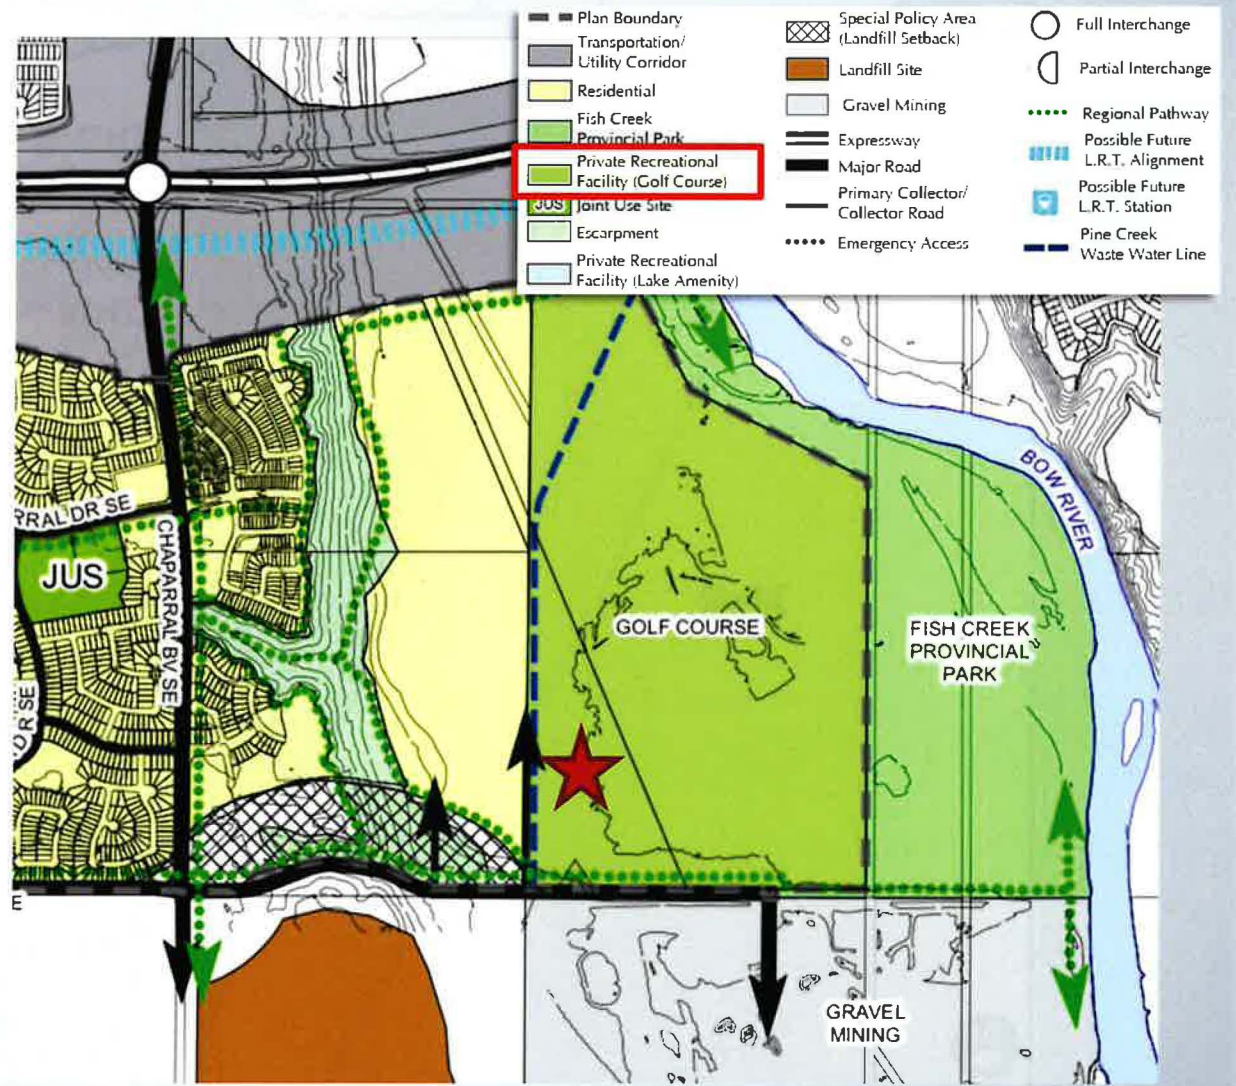 Plan Boundary
Transportation/
Utility Corridor
Residential
Fish Creek
Provincial Park
Private Recreational
Facility (Golf Course)
JUS Joint Use Site
Escarpment
Private Recreational
Facility (Lake Amenity)
Special Policy Area
(Landfill Setback)
Landfill Site
Gravel Mining
Expressway
Major Road
Primary Collector/
Collector Road
Emergency Access
Full Interchange
Partial Interchange
Regional Pathway
Possible Future
L.R.T. Alignment
Possible Future
L.R.T. Station
Pine Creek
Waste Water Line
RRAL DR SE
JUS
CHAPARRAL BV SE
DR SE
E
GOLF COURSE
FISH CREEK
PROVINCIAL
PARK
BOW RIVER
GRAVEL
MINING